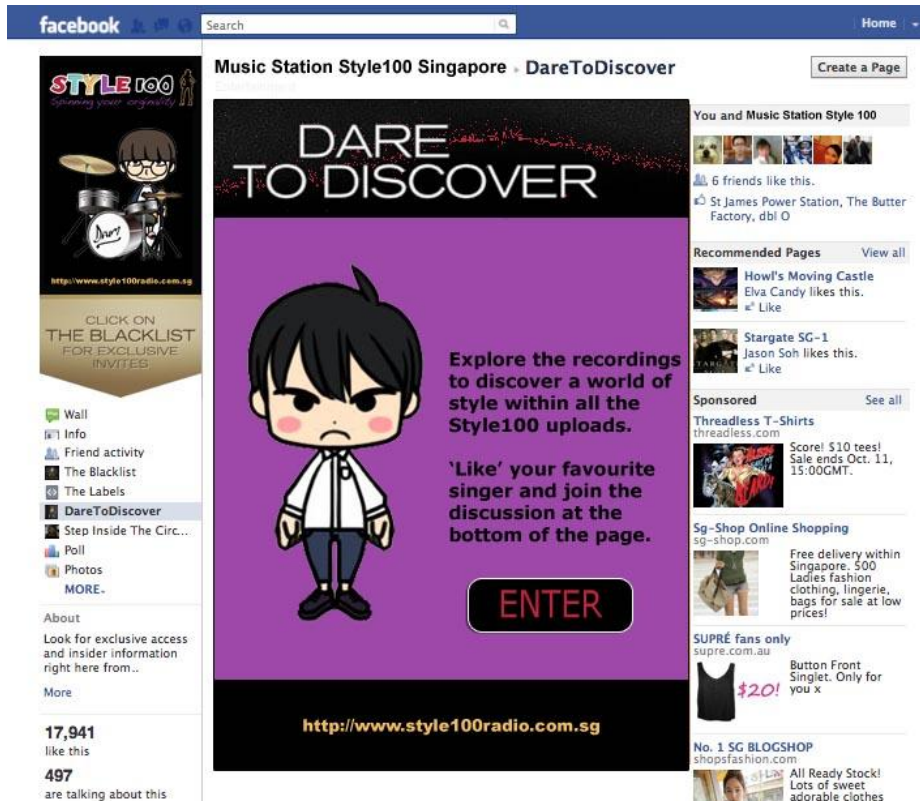 facebook
Search
Home
STYLE 100
Spinning your originality
Drum
http://www.style100radio.com.sg
CLICK ON
THE BLACKLIST
FOR EXCLUSIVE
INVITES
Wall
Info
Friend activity
The Blacklist
The Labels
DareToDiscover
Step Inside The Circ...
Poll
Photos
MORE
About
Look for exclusive access
and insider information
right here from..
More
17,941
like this
497
are talking about this
Music Station Style100 Singapore DareToDiscover
DARE
TO DISCOVER
Explore the recordings
to discover a world of
style within all the
Style100 uploads.
‘Like’ your favourite
singer and join the
discussion at the
bottom of the page.
ENTER
http://www.style100radio.com.sg
Create a Page
You and Music Station Style 100
6 friends like this.
St James Power Station, The Butter
Factory, dbl O
Recommended Pages View all
Howl's Moving Castle
Elva Candy likes this.
Like
Stargate SG-1
Jason Soh likes this.
Like
Sponsored See all
Threadless T-Shirts
threadless.com
Score! $10 tees!
Sale ends Oct. 11,
15:00GMT.
Sg-Shop Online Shopping
sg-shop.com
Free delivery within
Singapore. 500
Ladies fashion
clothing, lingerie,
bags for sale at low
prices!
SUPRÉ fans only
supre.com.au
$20!
Button Front
Singlet. Only for
you x
No. 1 SG BLOGSHOP
shopsfashion.com
All Ready Stock!
Lots of sweet
adorable clothes